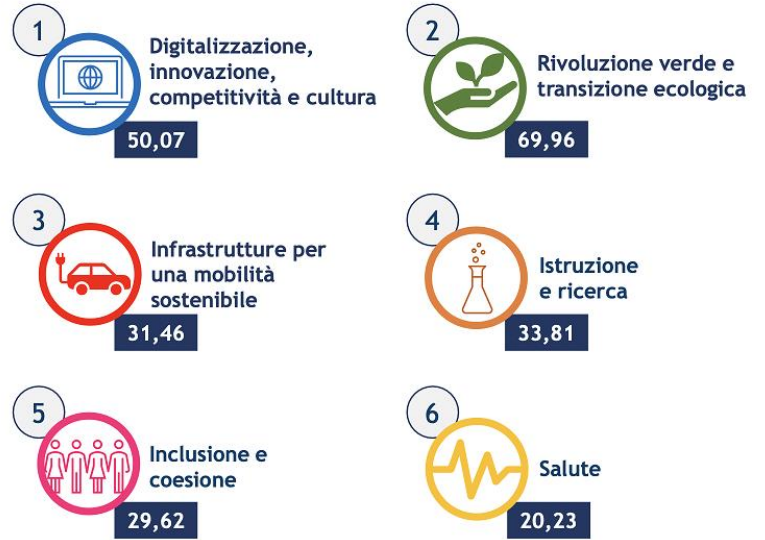 1
Digitalizzazione,
innovazione,
competitività e cultura
50,07
2
Rivoluzione verde e
transizione ecologica
69,96
3
Infrastrutture per
una mobilità
sostenibile
31,46
4
Istruzione
e ricerca
33,81
5
Inclusione e
coesione
29,62
6
Salute
20,23